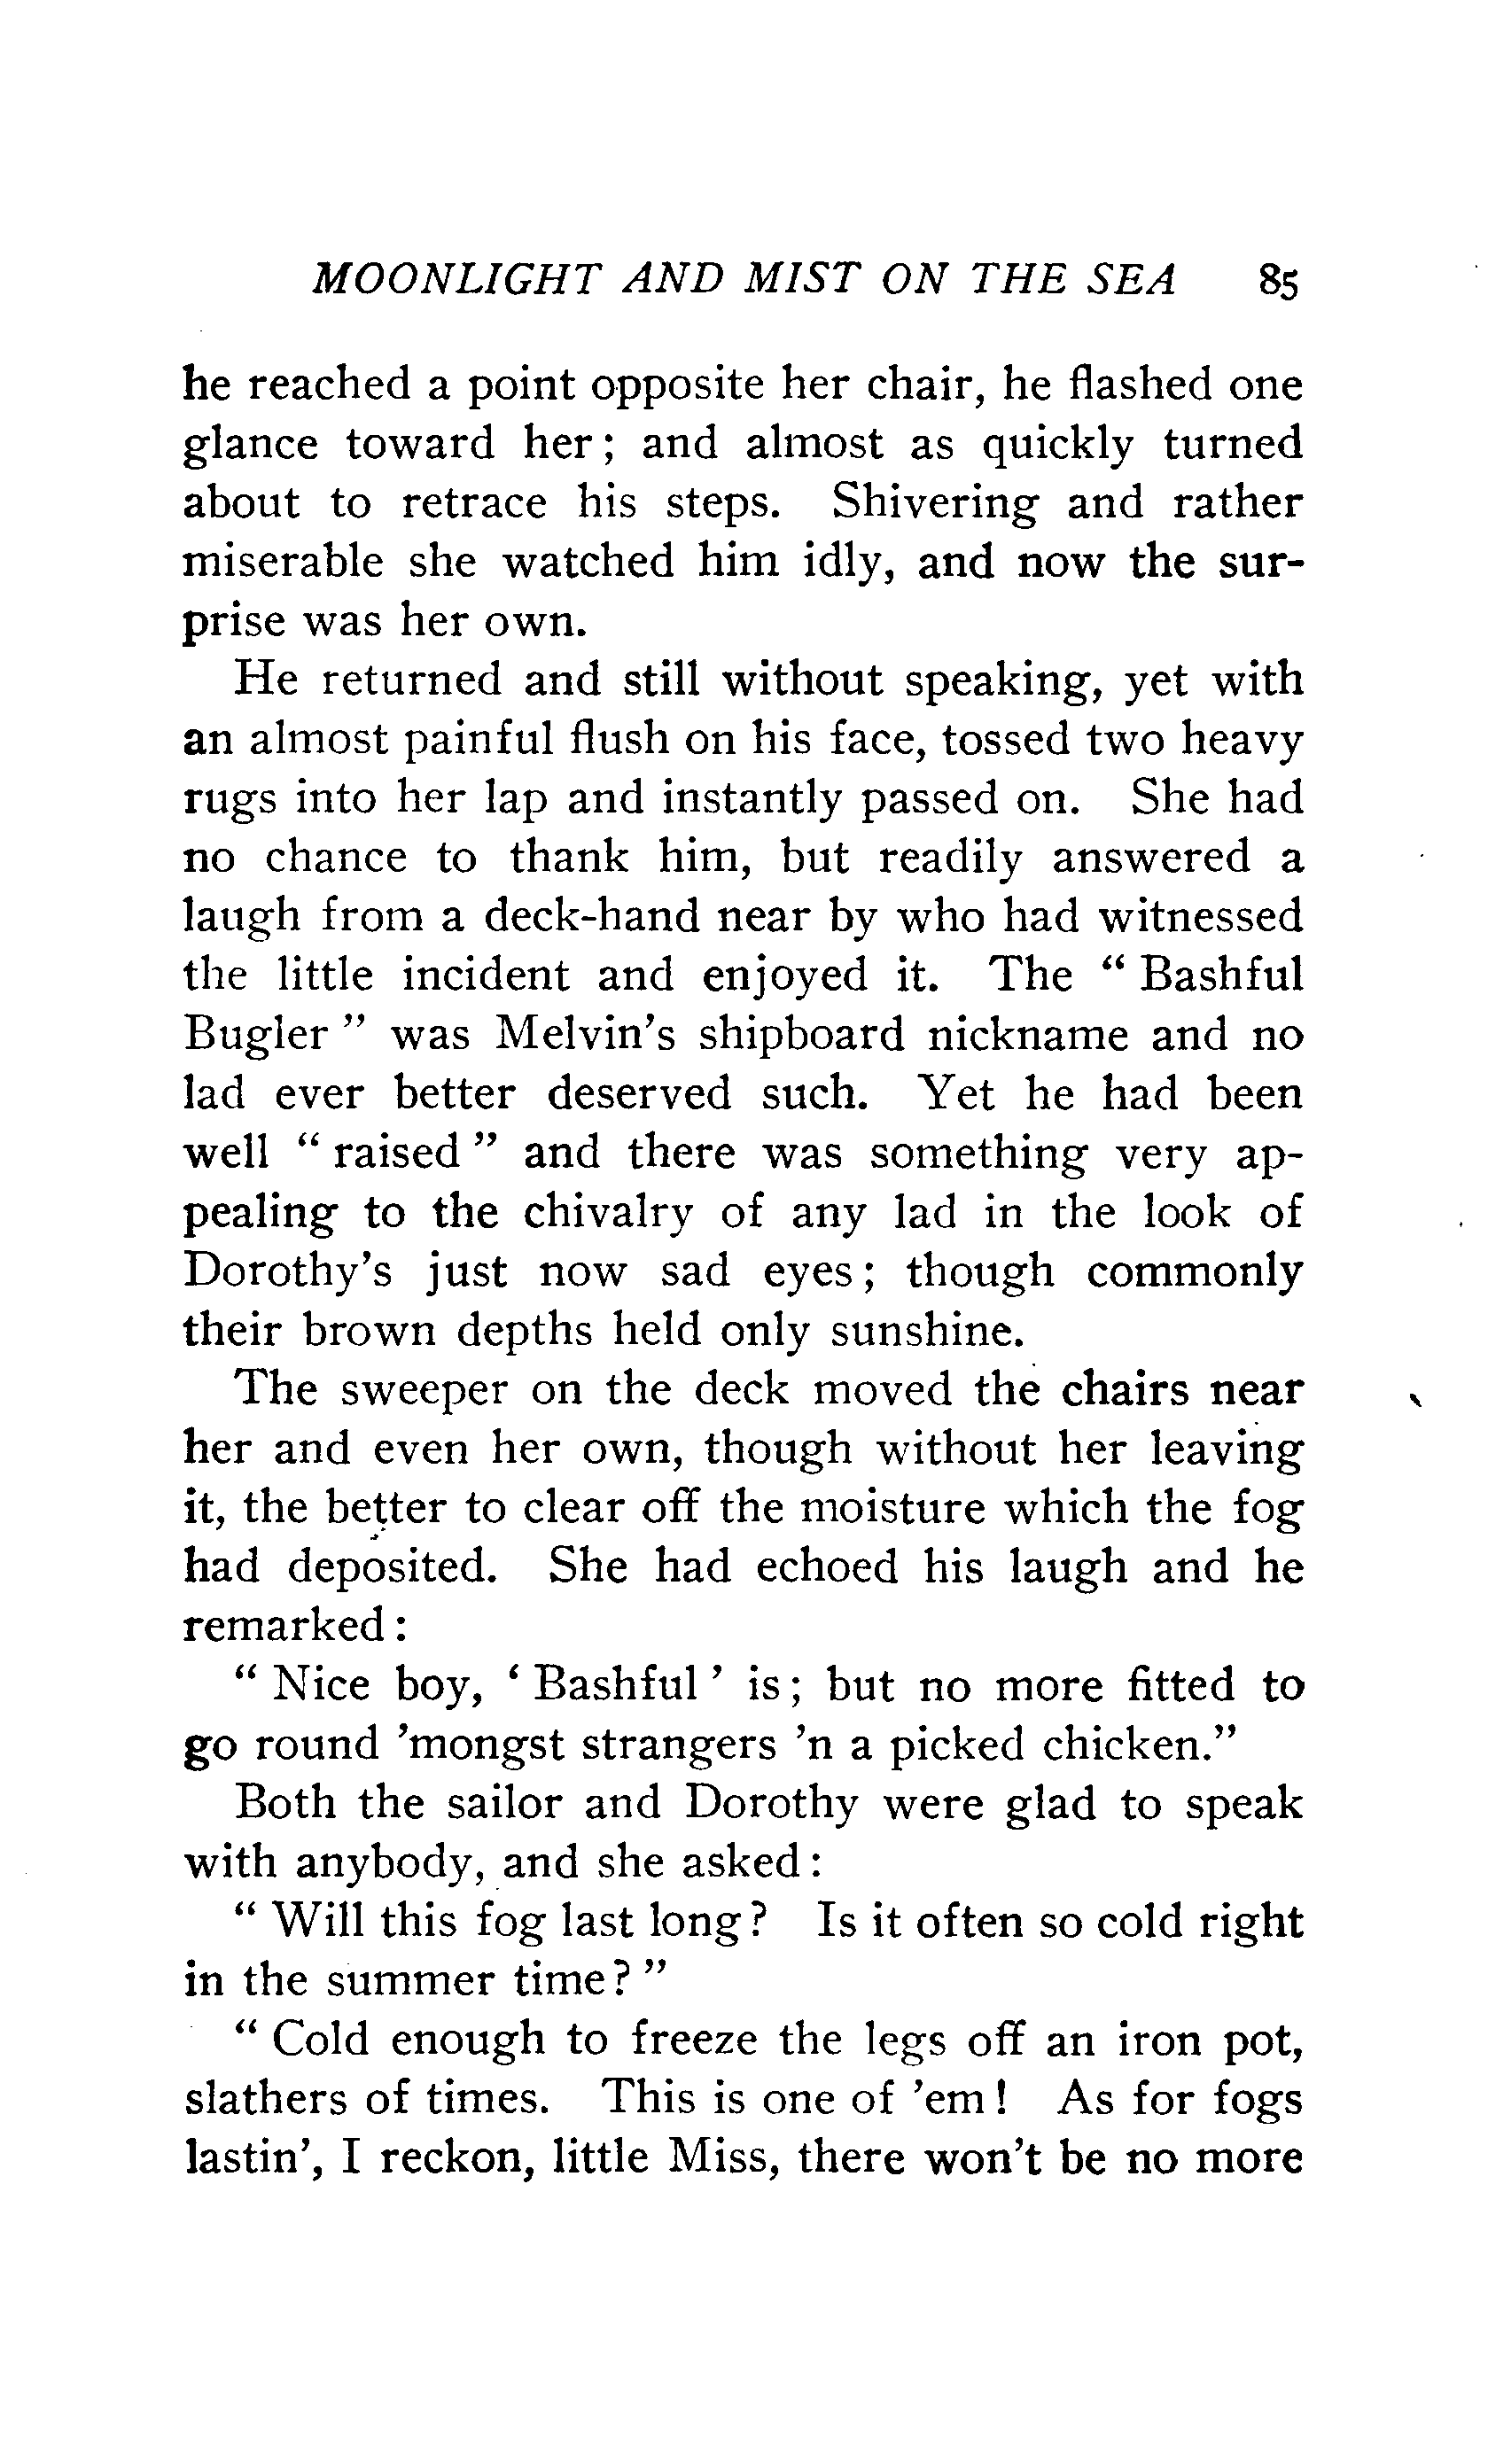 MOONLIGHT AND MIST ON THE SEA 85
he reached a point opposite her chair, he flashed one
glance toward her; and almost as quickly turned
about to retrace his steps. Shivering and rather
miserable she watched him idly, and now the sur-
prise was her own.
He returned and still without speaking, yet with
an almost painful flush on his face, tossed two heavy
rugs into her lap and instantly passed on. She had
no chance to thank him, but readily answered a
laugh from a deck-hand near by who had witnessed
the little incident and enjoyed it. The “ Bashful
Bugler ” was Melvin’s shipboard nickname and no
lad ever better deserved such. Yet he had been
well “ raised ” and there was something very ap-
pealing to the chivalry of any lad in the look of
Dorothy’s just now sad eyes; though commonly
their brown depths held only sunshine.
The sweeper on the deck moved the chairs near
her and even her own, though without her leaving
it, the better to clear off the moisture which the fog
had deposited. She had echoed his laugh and he
remarked:
“ Nice boy, ‘ Bashful ’ is; but no more fitted to
go round ’mongst strangers ’n a picked chicken.”
Both the sailor and Dorothy were glad to speak
with anybody, and she asked:
“ Will this fog last long? Is it often so cold right
in the summer time? ”
“ Cold enough to freeze the legs off an iron pot,
slathers of times. This is one of ’em! As for fogs
lastin’, I reckon, little Miss, there won’t be no more